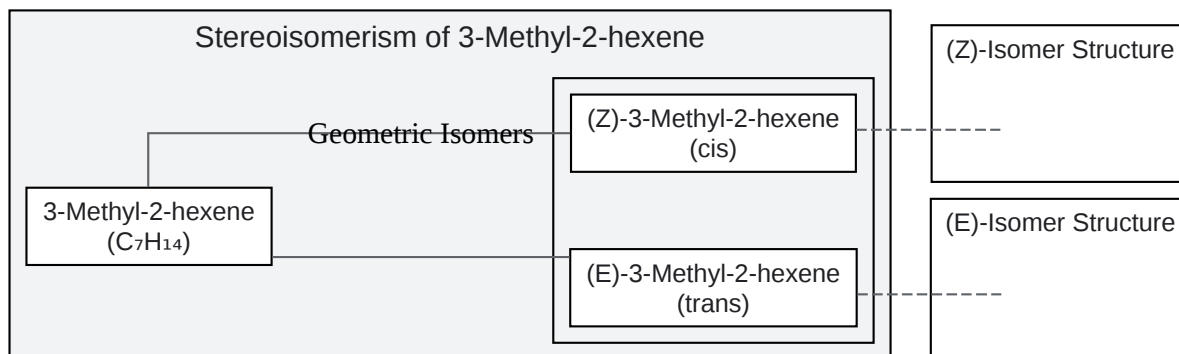 Stereoisomerism of 3-Methyl-2-hexene
(Z)-Isomer Structure
(Z)-3-Methyl-2-hexene
(cis)
Geometric Isomers
3-Methyl-2-hexene
(C₇H₁₄)
(E)-Isomer Structure
(E)-3-Methyl-2-hexene
(trans)